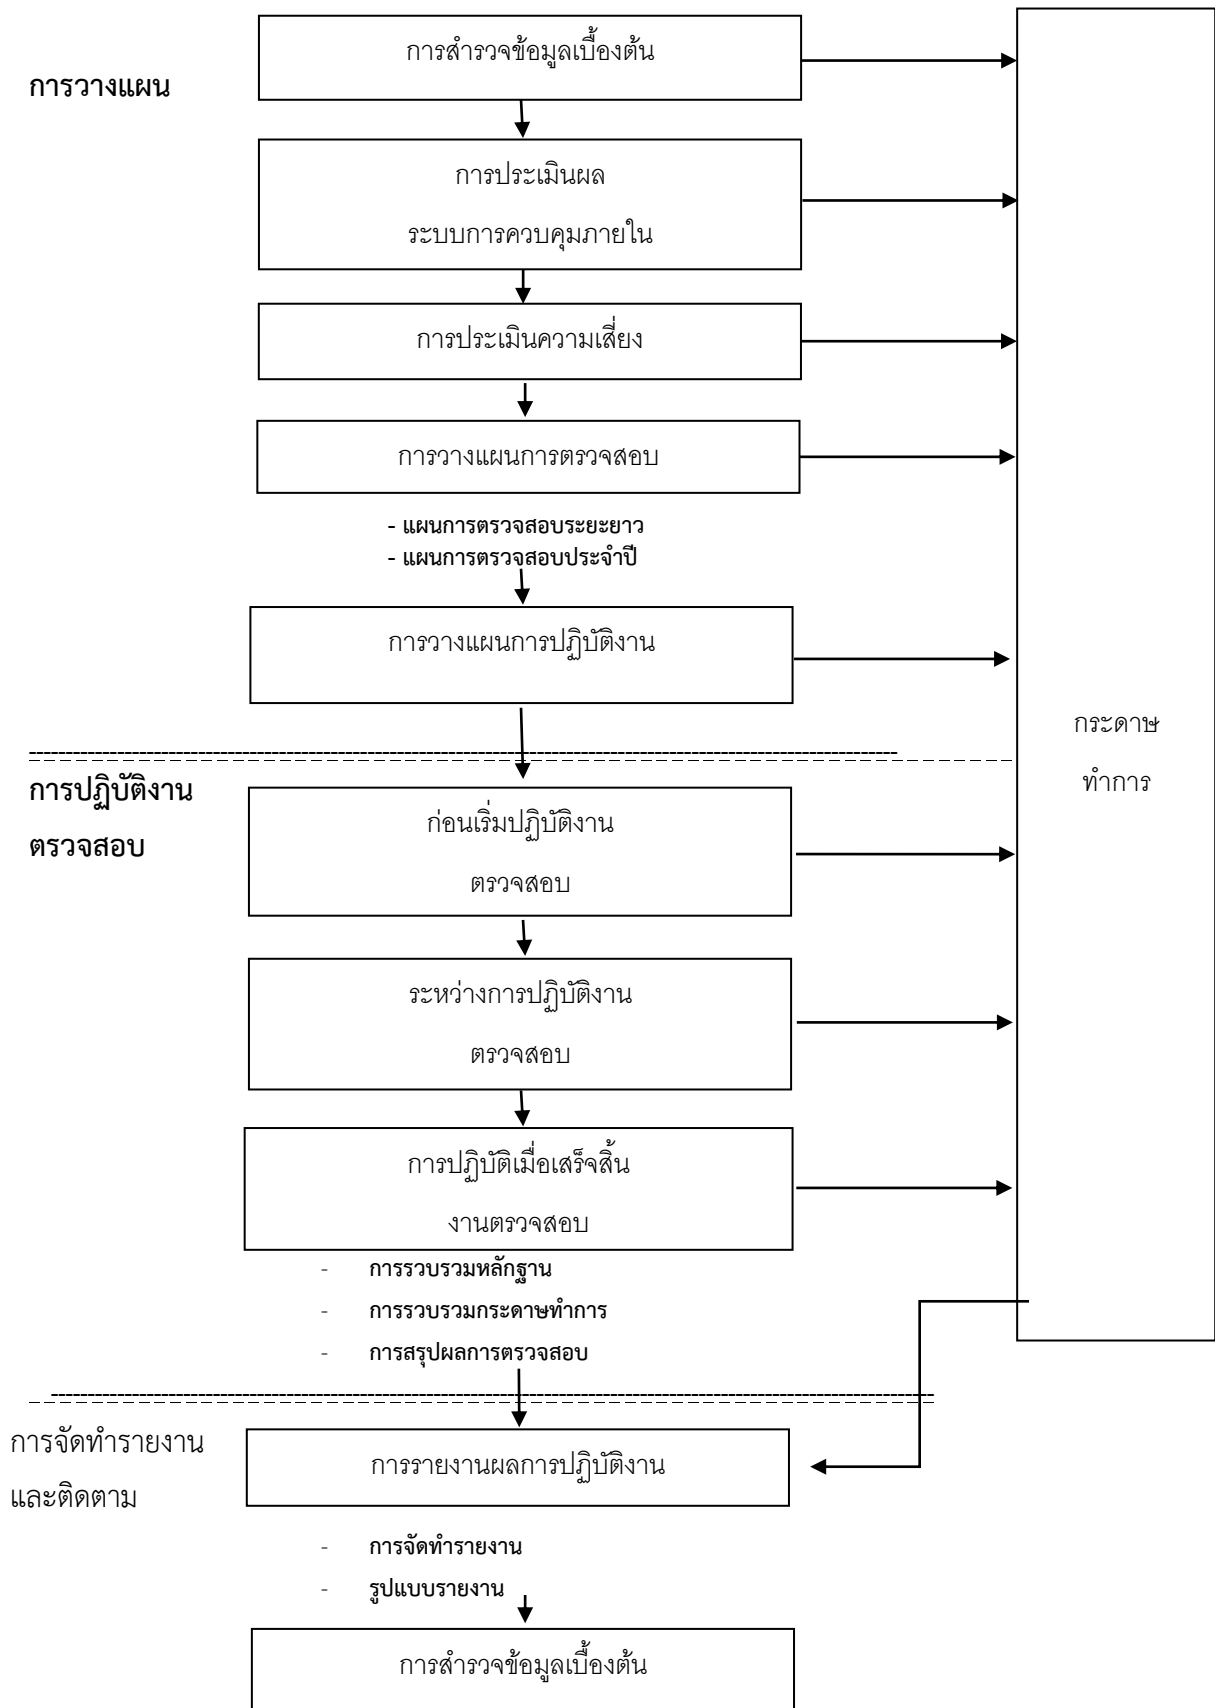 การสำรวจข้อมูลเบื้องต้น
การวางแผน
การประเมินผล
ระบบการควบคุมภายใน
การประเมินความเสี่ยง
การวางแผนการตรวจสอบ
- แผนการตรวจสอบระยะยาว
- แผนการตรวจสอบประจำปี
การวางแผนการปฏิบัติงาน
กระดาษ
ทำการ
การปฏิบัติงาน
ตรวจสอบ
ก่อนเริ่มปฏิบัติงาน
ตรวจสอบ
ระหว่างการปฏิบัติงาน
ตรวจสอบ
การปฏิบัติเมื่อเสร็จสิ้น
งานตรวจสอบ
- การรวบรวมหลักฐาน
- การรวบรวมกระดาษทำการ
- การสรุปผลการตรวจสอบ
การจัดทำรายงาน
และติดตาม
การรายงานผลการปฏิบัติงาน
- การจัดทำรายงาน
- รูปแบบรายงาน
การสำรวจข้อมูลเบื้องต้น